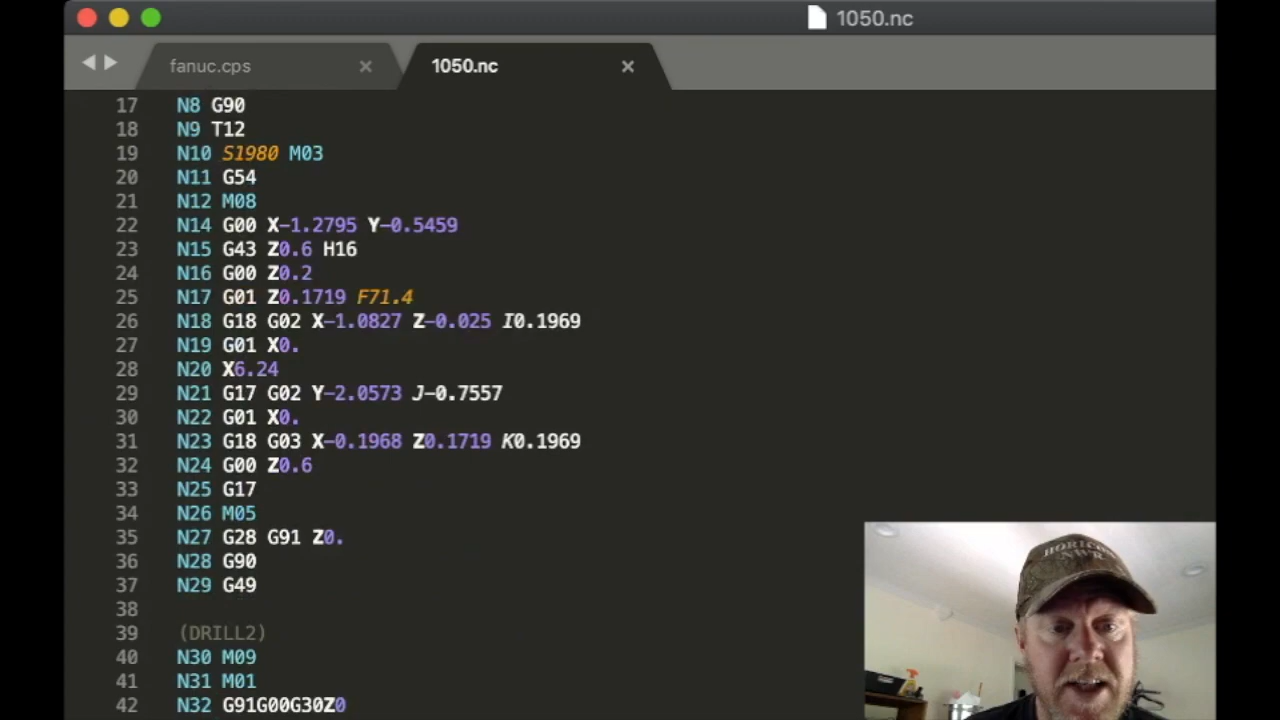 1050.nc
fanuc.cps × 1050.nc ×
17 N8 G90
18 N9 T12
19 N10 S1980 M03
20 N11 G54
21 N12 M08
22 N14 G00 X-1.2795 Y-0.5459
23 N15 G43 Z0.6 H16
24 N16 G00 Z0.2
25 N17 G01 Z0.1719 F71.4
26 N18 G18 G02 X-1.0827 Z-0.025 I0.1969
27 N19 G01 X0.
28 N20 X6.24
29 N21 G17 G02 Y-2.0573 J-0.7557
30 N22 G01 X0.
31 N23 G18 G03 X-0.1968 Z0.1719 K0.1969
32 N24 G00 Z0.6
33 N25 G17
34 N26 M05
35 N27 G28 G91 Z0.
36 N28 G90
37 N29 G49
38
39 (DRILL2)
40 N30 M09
41 N31 M01
42 N32 G91G00G30Z0
NWR